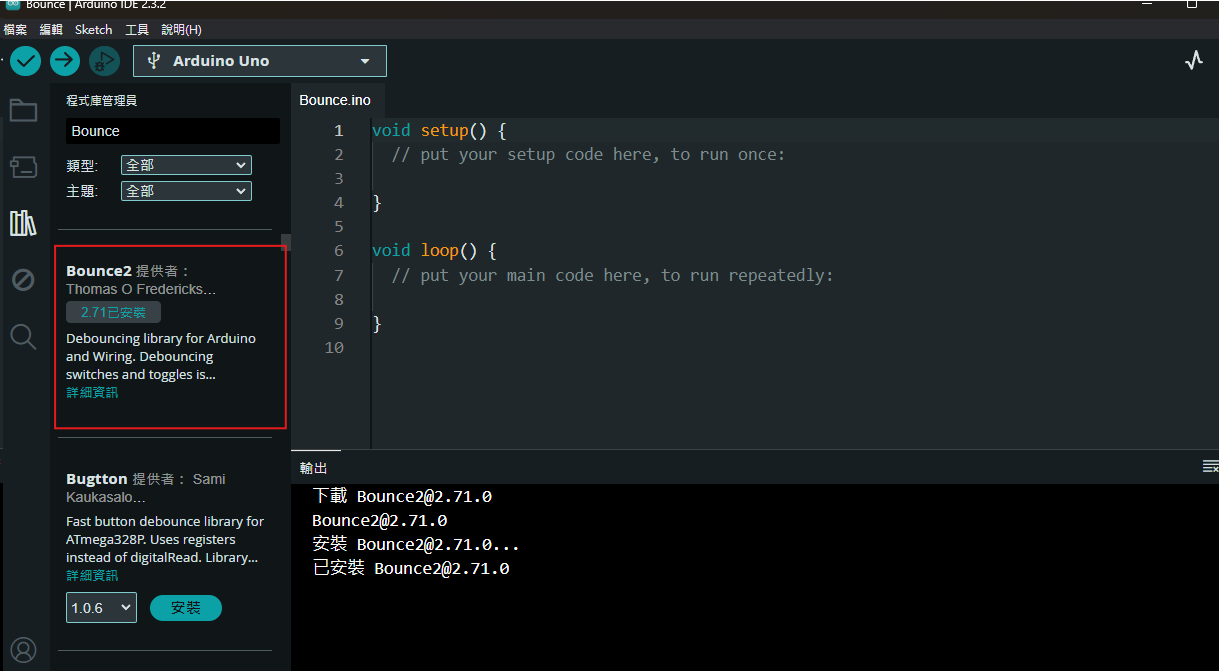 Bounce | Arduino IDE 2.3.2
檔案 編輯 Sketch 工具 說明(H)
Arduino Uno
程式庫管理員
Bounce
類型: 全部
主題: 全部
Bounce2 提供者：
Thomas O Fredericks...
2.71已安裝
Debouncing library for Arduino
and Wiring. Debouncing
switches and toggles is...
詳細資訊
Bugtton 提供者： Sami
Kaukasalo...
Fast button debounce library for
ATmega328P. Uses registers
instead of digitalRead. Library...
詳細資訊
1.0.6 安裝
Bounce.ino
1 void setup() {
2 // put your setup code here, to run once:
3
4 }
5
6 void loop() {
7 // put your main code here, to run repeatedly:
8
9 }
10
輸出
下載 Bounce2@2.71.0
Bounce2@2.71.0
安裝 Bounce2@2.71.0...
已安裝 Bounce2@2.71.0